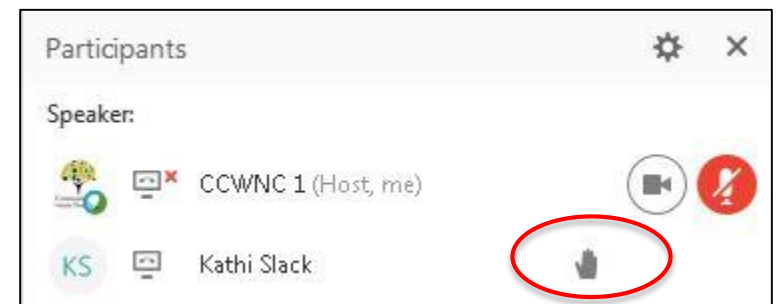 Participants
Speaker:
CCWNC 1 (Host, me)
KS Kathi Slack